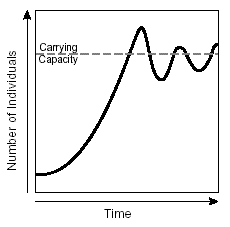 Number of Individuals
Carrying
Capacity
Time